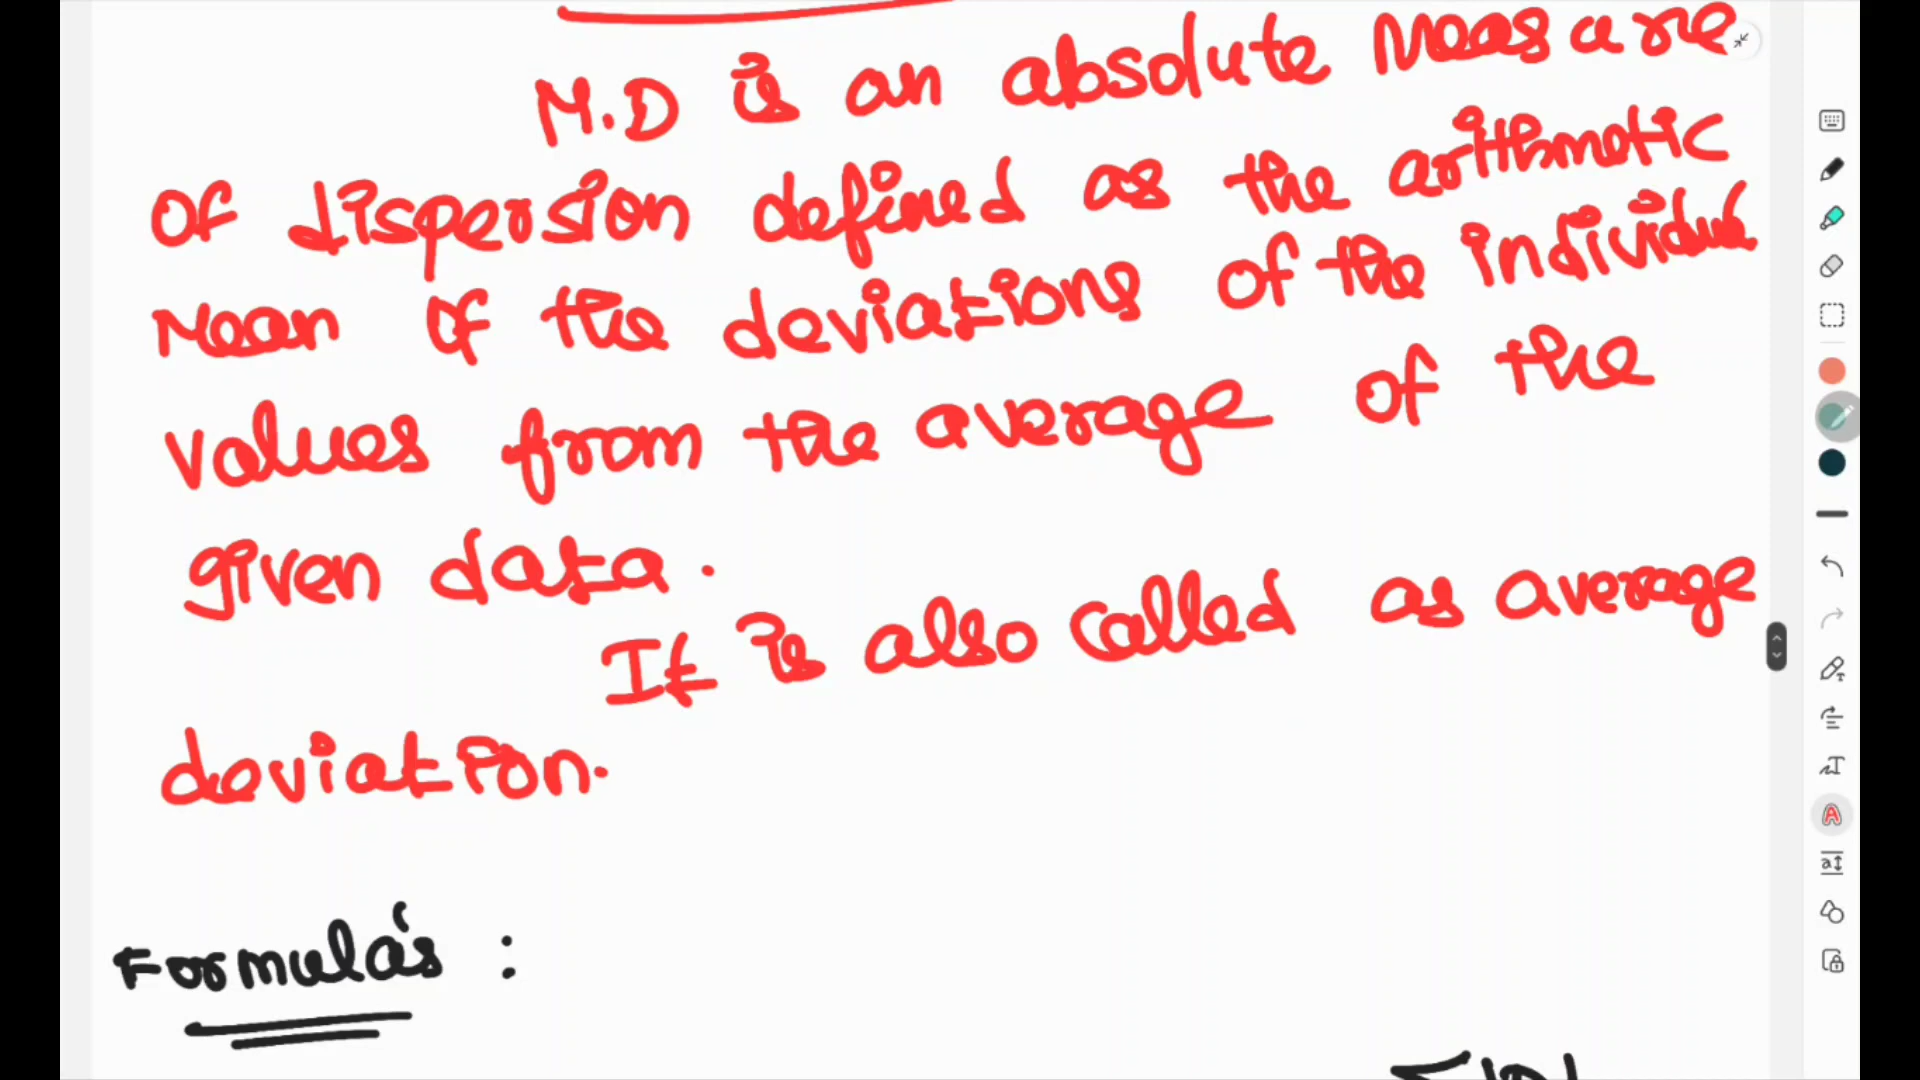 M.D is an absolute Measure
Of dispersion defined as the arithmetic
Mean of the deviations of the individual
values from the average of the
given data.
It is also called as average
deviation.
Formula's :
Σ|D|